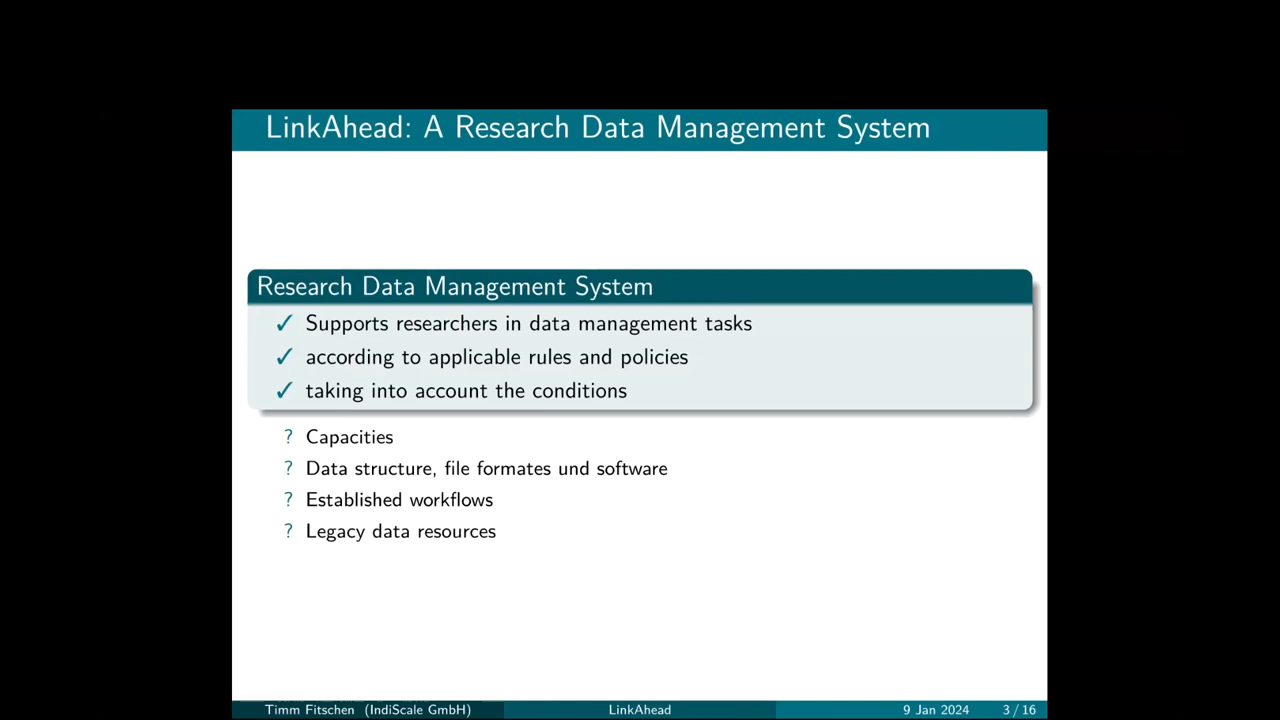 LinkAhead: A Research Data Management System
Research Data Management System
✓ Supports researchers in data management tasks
✓ according to applicable rules and policies
✓ taking into account the conditions
? Capacities
? Data structure, file formates und software
? Established workflows
? Legacy data resources
Timm Fitschen (IndiScale GmbH) LinkAhead 9 Jan 2024 3 / 16